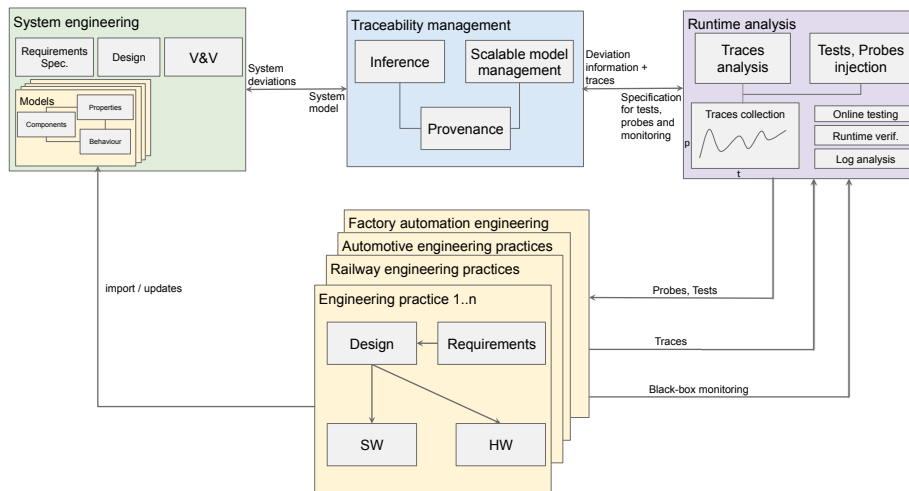 System engineering
Requirements
Spec.
Design
V&V
Models
Properties
Components
Behaviour
System
deviations
System
model
Traceability management
Inference
Scalable model
management
Provenance
Deviation
information +
traces
Specification
for tests,
probes and
monitoring
Runtime analysis
Traces
analysis
Tests, Probes
injection
Traces collection
p
t
Online testing
Runtime verif.
Log analysis
import / updates
Factory automation engineering
Automotive engineering practices
Railway engineering practices
Engineering practice 1..n
Design
Requirements
SW
HW
Probes, Tests
Traces
Black-box monitoring